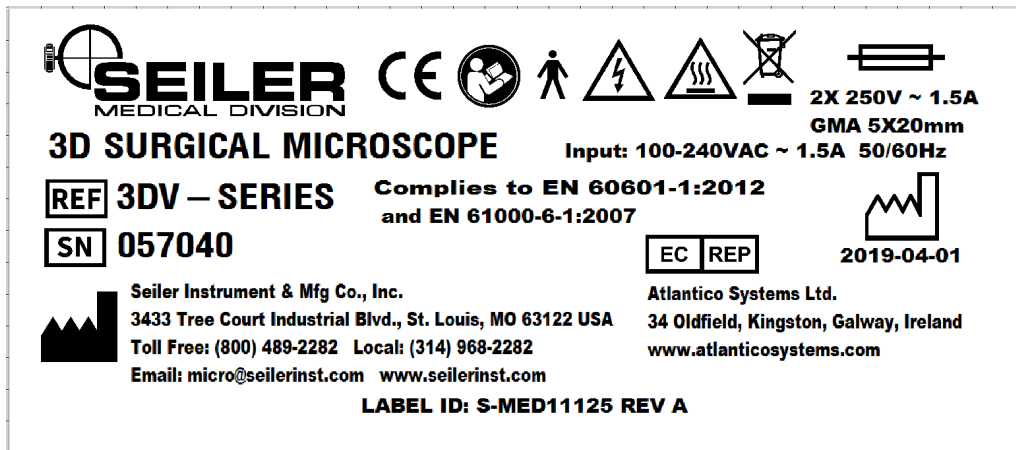 SEILER
MEDICAL DIVISION
CE
2X 250V ~ 1.5A
GMA 5X20mm
3D SURGICAL MICROSCOPE
Input: 100-240VAC ~ 1.5A 50/60Hz
REF 3DV – SERIES
Complies to EN 60601-1:2012
and EN 61000-6-1:2007
SN 057040
EC REP
2019-04-01
Seiler Instrument & Mfg Co., Inc.
3433 Tree Court Industrial Blvd., St. Louis, MO 63122 USA
Toll Free: (800) 489-2282 Local: (314) 968-2282
Email: micro@seilerinst.com www.seilerinst.com
Atlantico Systems Ltd.
34 Oldfield, Kingston, Galway, Ireland
www.atlanticosystems.com
LABEL ID: S-MED11125 REV A